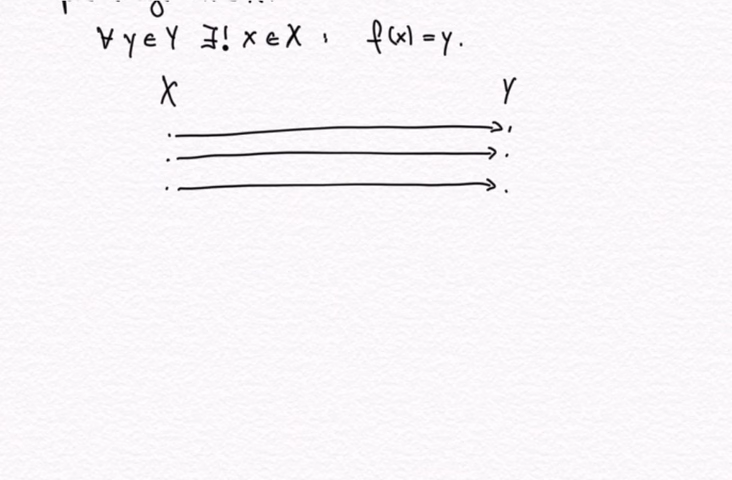 ∀ y ∈ Y ∃! x ∈ X : f(x) = y.
X Y